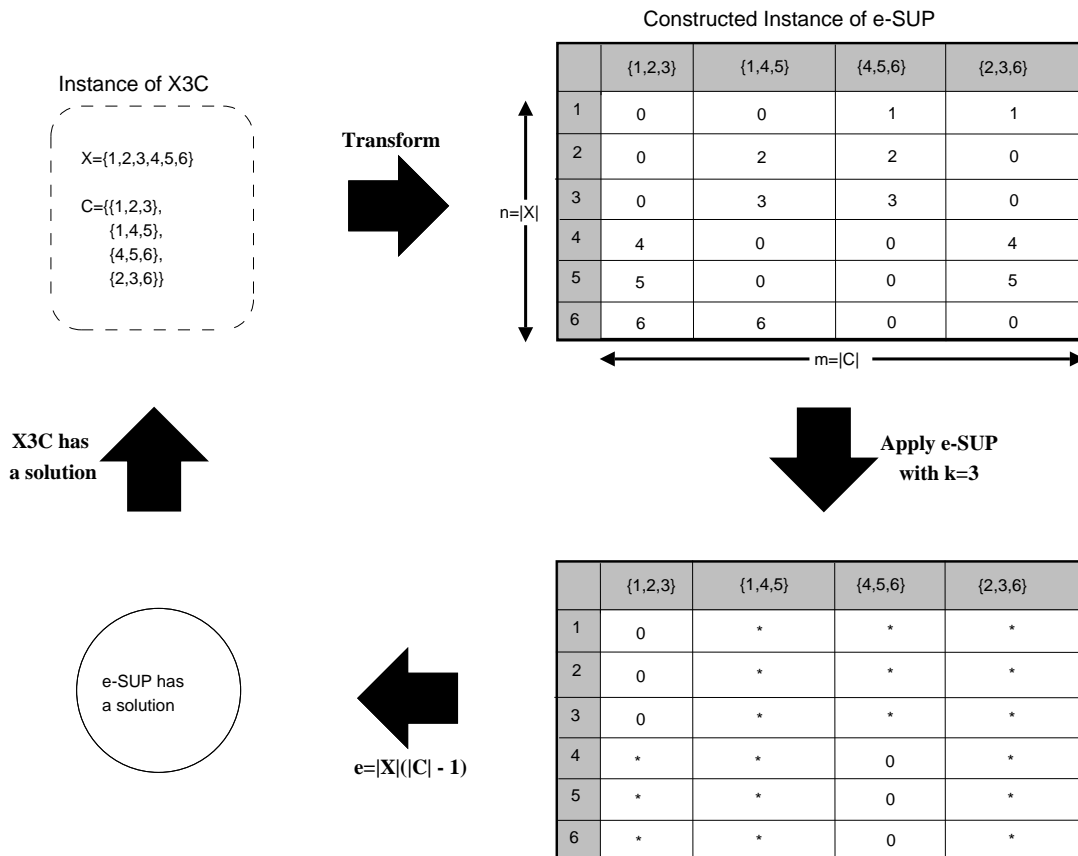 Constructed Instance of e-SUP
Instance of X3C
X={1,2,3,4,5,6}
C={{1,2,3},
{1,4,5},
{4,5,6},
{2,3,6}}
Transform
n=|X|
{1,2,3} {1,4,5} {4,5,6} {2,3,6}
1 0 0 1 1
2 0 2 2 0
3 0 3 3 0
4 4 0 0 4
5 5 0 0 5
6 6 6 0 0
m=|C|
X3C has
a solution
Apply e-SUP
with k=3
e-SUP has
a solution
e=|X|(|C| - 1)
{1,2,3} {1,4,5} {4,5,6} {2,3,6}
1 0 * * *
2 0 * * *
3 0 * * *
4 * * 0 *
5 * * 0 *
6 * * 0 *